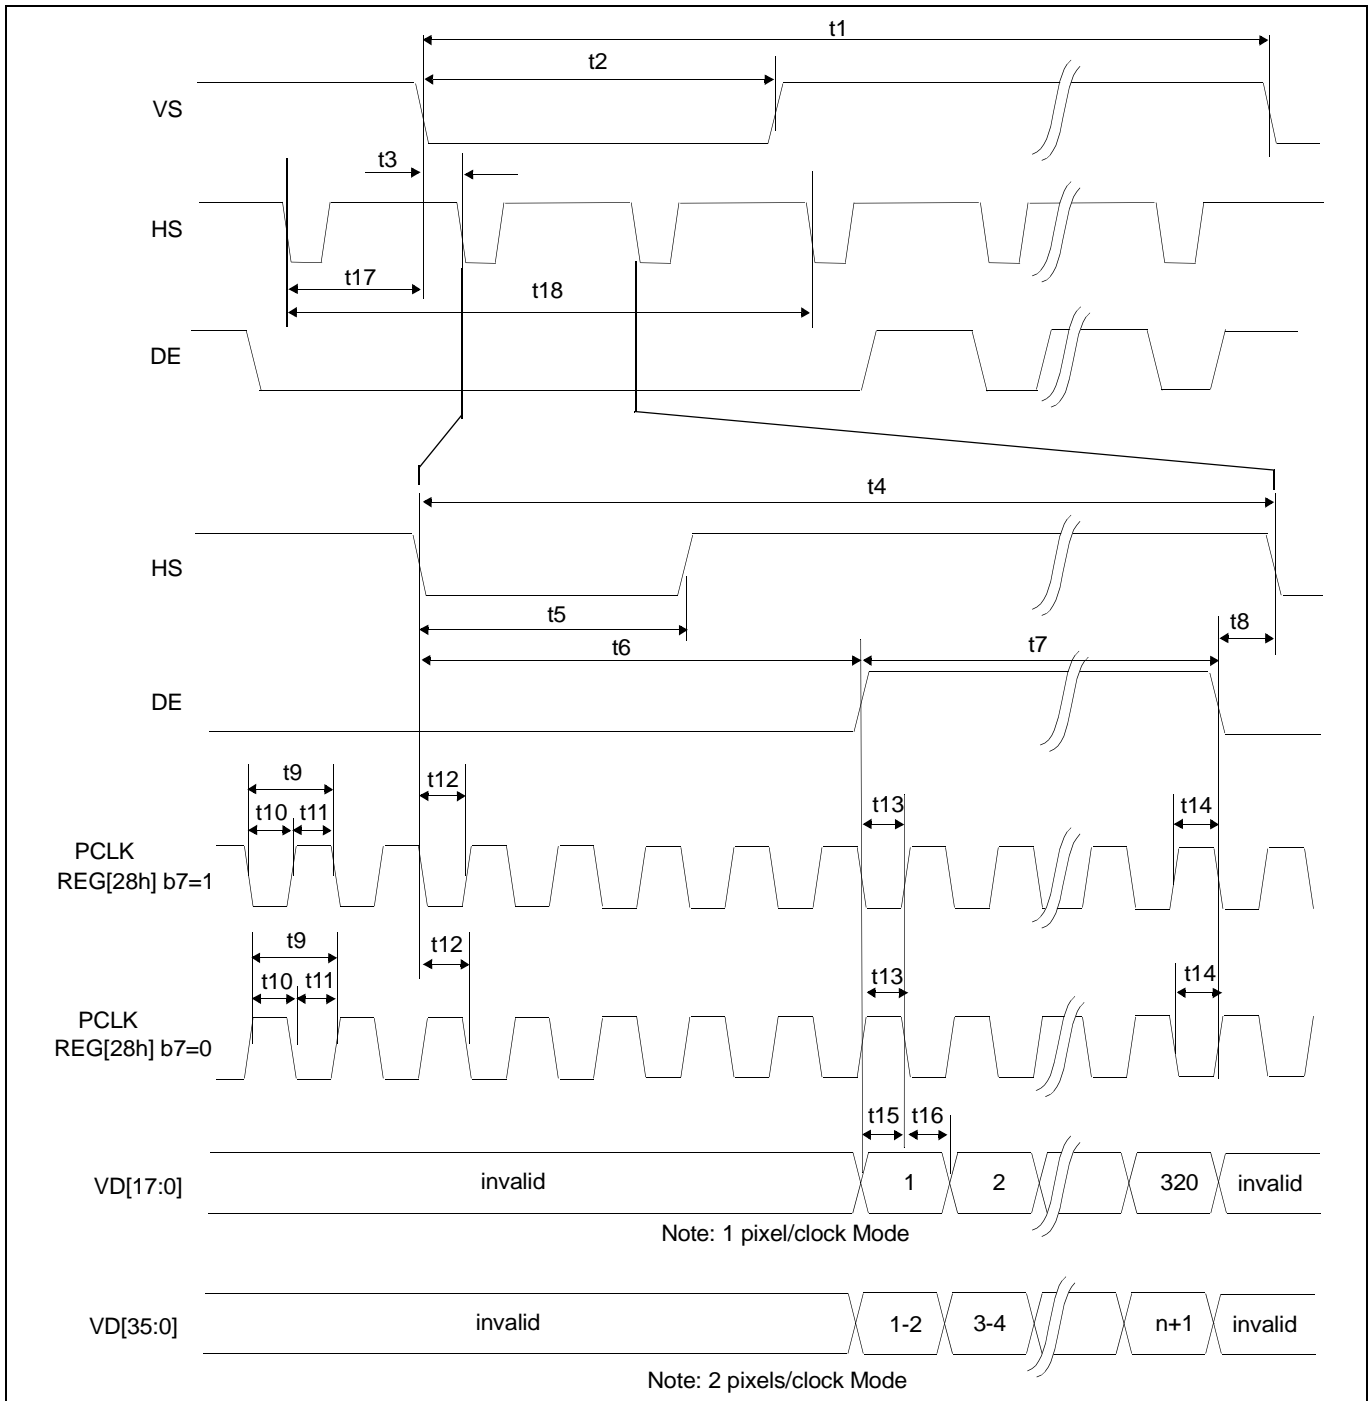 t1
t2
VS
t3
HS
t17
t18
DE
t4
HS
t5
t8
t6
t7
DE
t9
t12
t13
t14
t10 t11
PCLK
REG[28h] b7=1
t9
t12
t13
t14
t10 t11
PCLK
REG[28h] b7=0
t15 t16
VD[17:0] invalid 1 2 320 invalid
Note: 1 pixel/clock Mode
VD[35:0] invalid 1-2 3-4 n+1 invalid
Note: 2 pixels/clock Mode